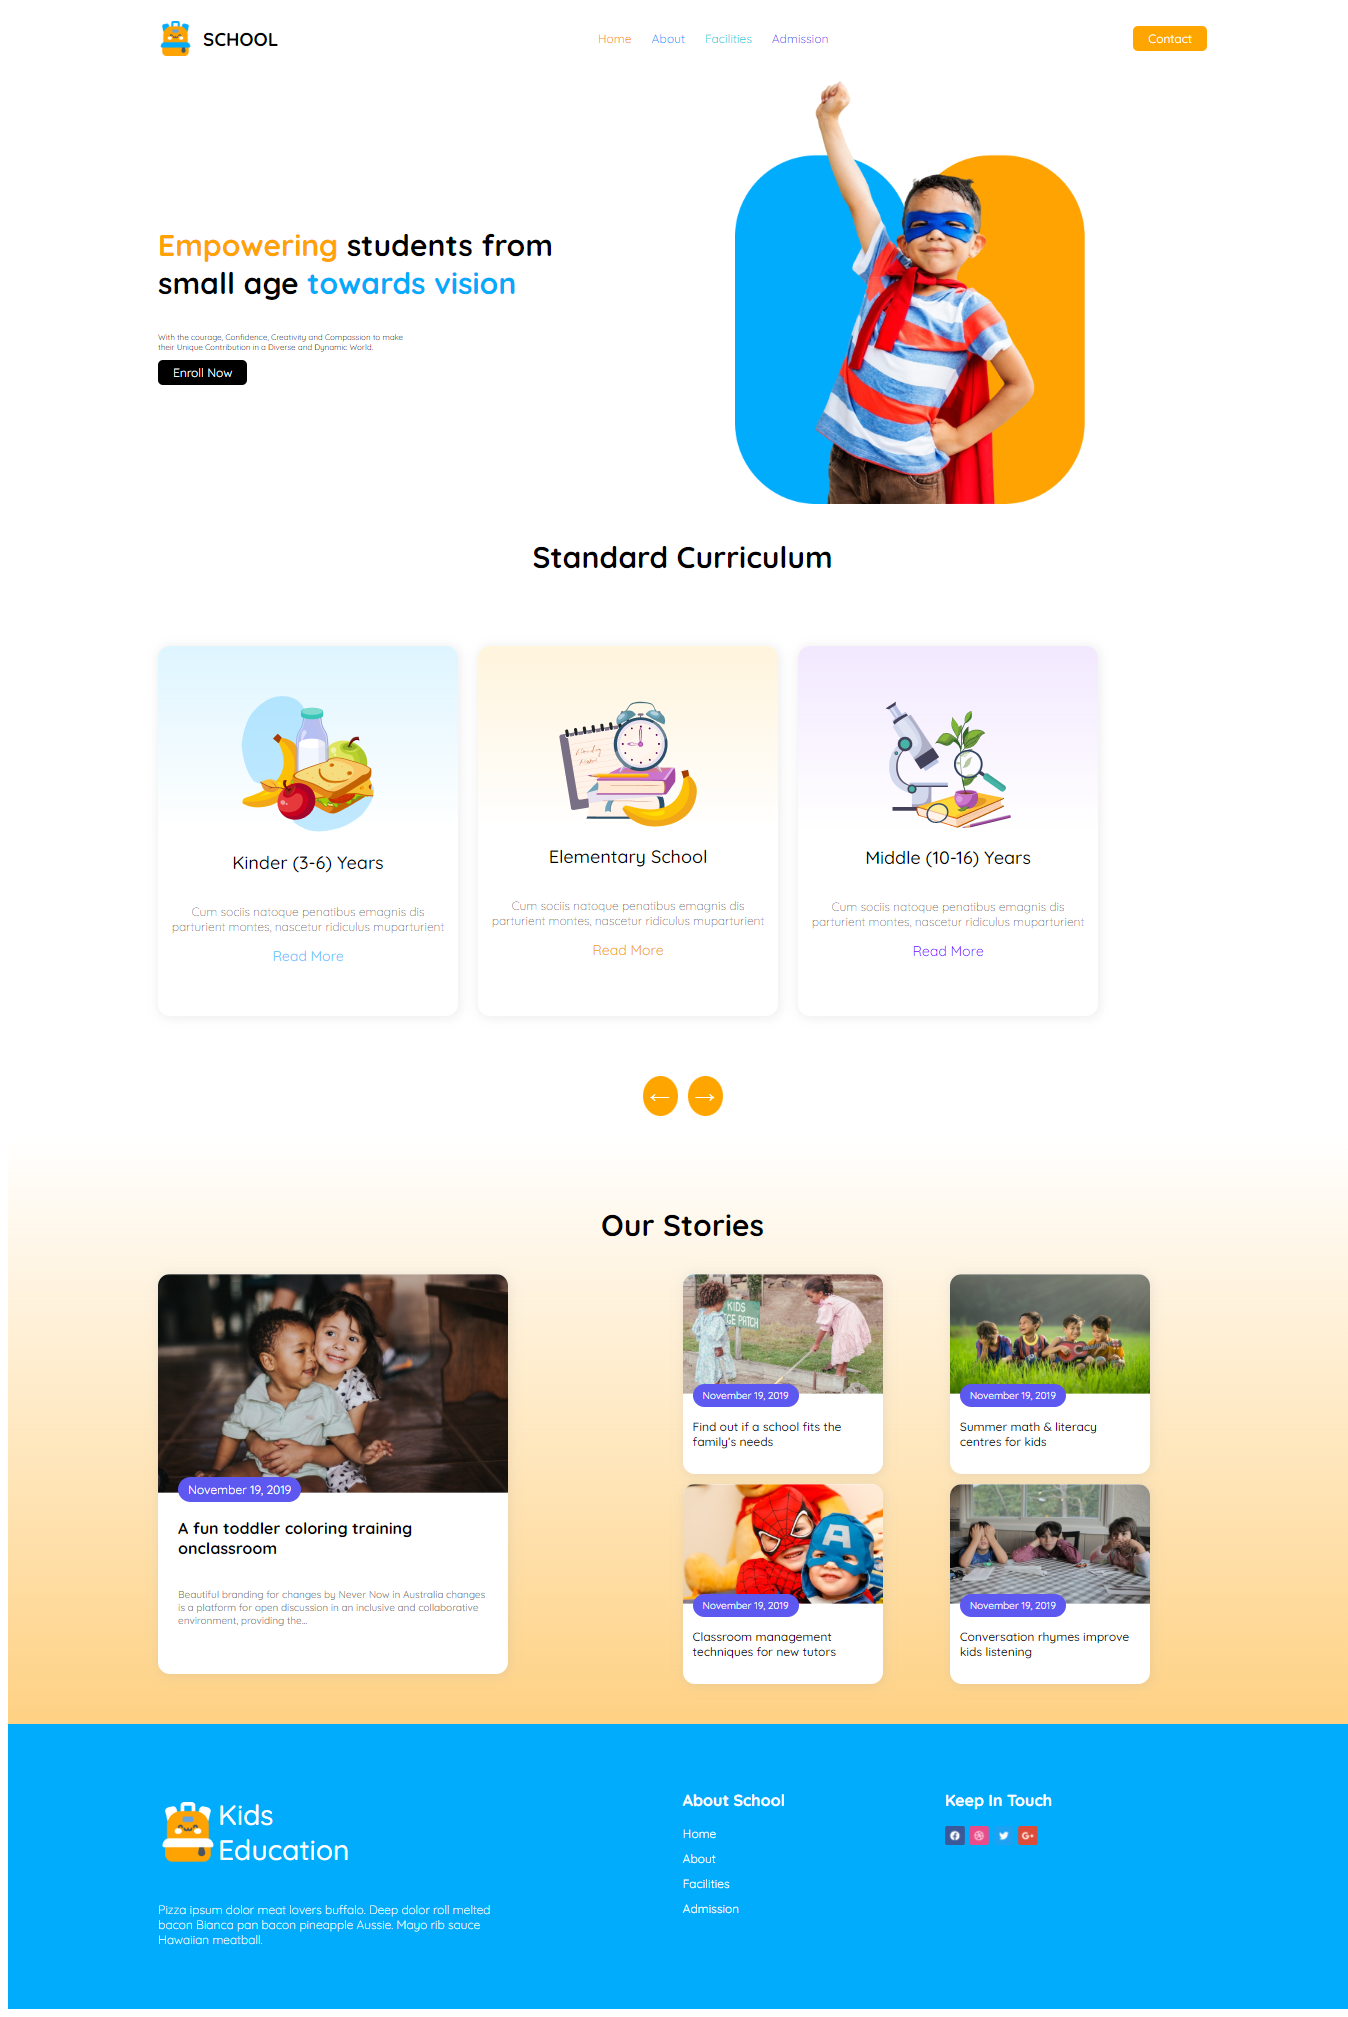 SCHOOL
Home About Facilities Admission
Contact
Empowering students from
small age towards vision
With the courage, Confidence, Creativity and Compassion to make
their Unique Contribution in a Diverse and Dynamic World.
Enroll Now
Standard Curriculum
Kinder (3-6) Years
Cum sociis natoque penatibus emagnis dis
parturient montes, nascetur ridiculus muparturient
Read More
Elementary School
Cum sociis natoque penatibus emagnis dis
parturient montes, nascetur ridiculus muparturient
Read More
Middle (10-16) Years
Cum sociis natoque penatibus emagnis dis
parturient montes, nascetur ridiculus muparturient
Read More
← →
Our Stories
November 19, 2019
A fun toddler coloring training
onclassroom
Beautiful branding for changes by Never Now in Australia changes
is a platform for open discussion in an inclusive and collaborative
environment, providing the...
KIDS
GE PATCH
November 19, 2019
Find out if a school fits the
family's needs
November 19, 2019
Summer math & literacy
centres for kids
A
November 19, 2019
Classroom management
techniques for new tutors
November 19, 2019
Conversation rhymes improve
kids listening
Kids
Education
Pizza ipsum dolor meat lovers buffalo. Deep dolor roll melted
bacon Bianca pan bacon pineapple Aussie. Mayo rib sauce
Hawaiian meatball.
About School
Home
About
Facilities
Admission
Keep In Touch
G+